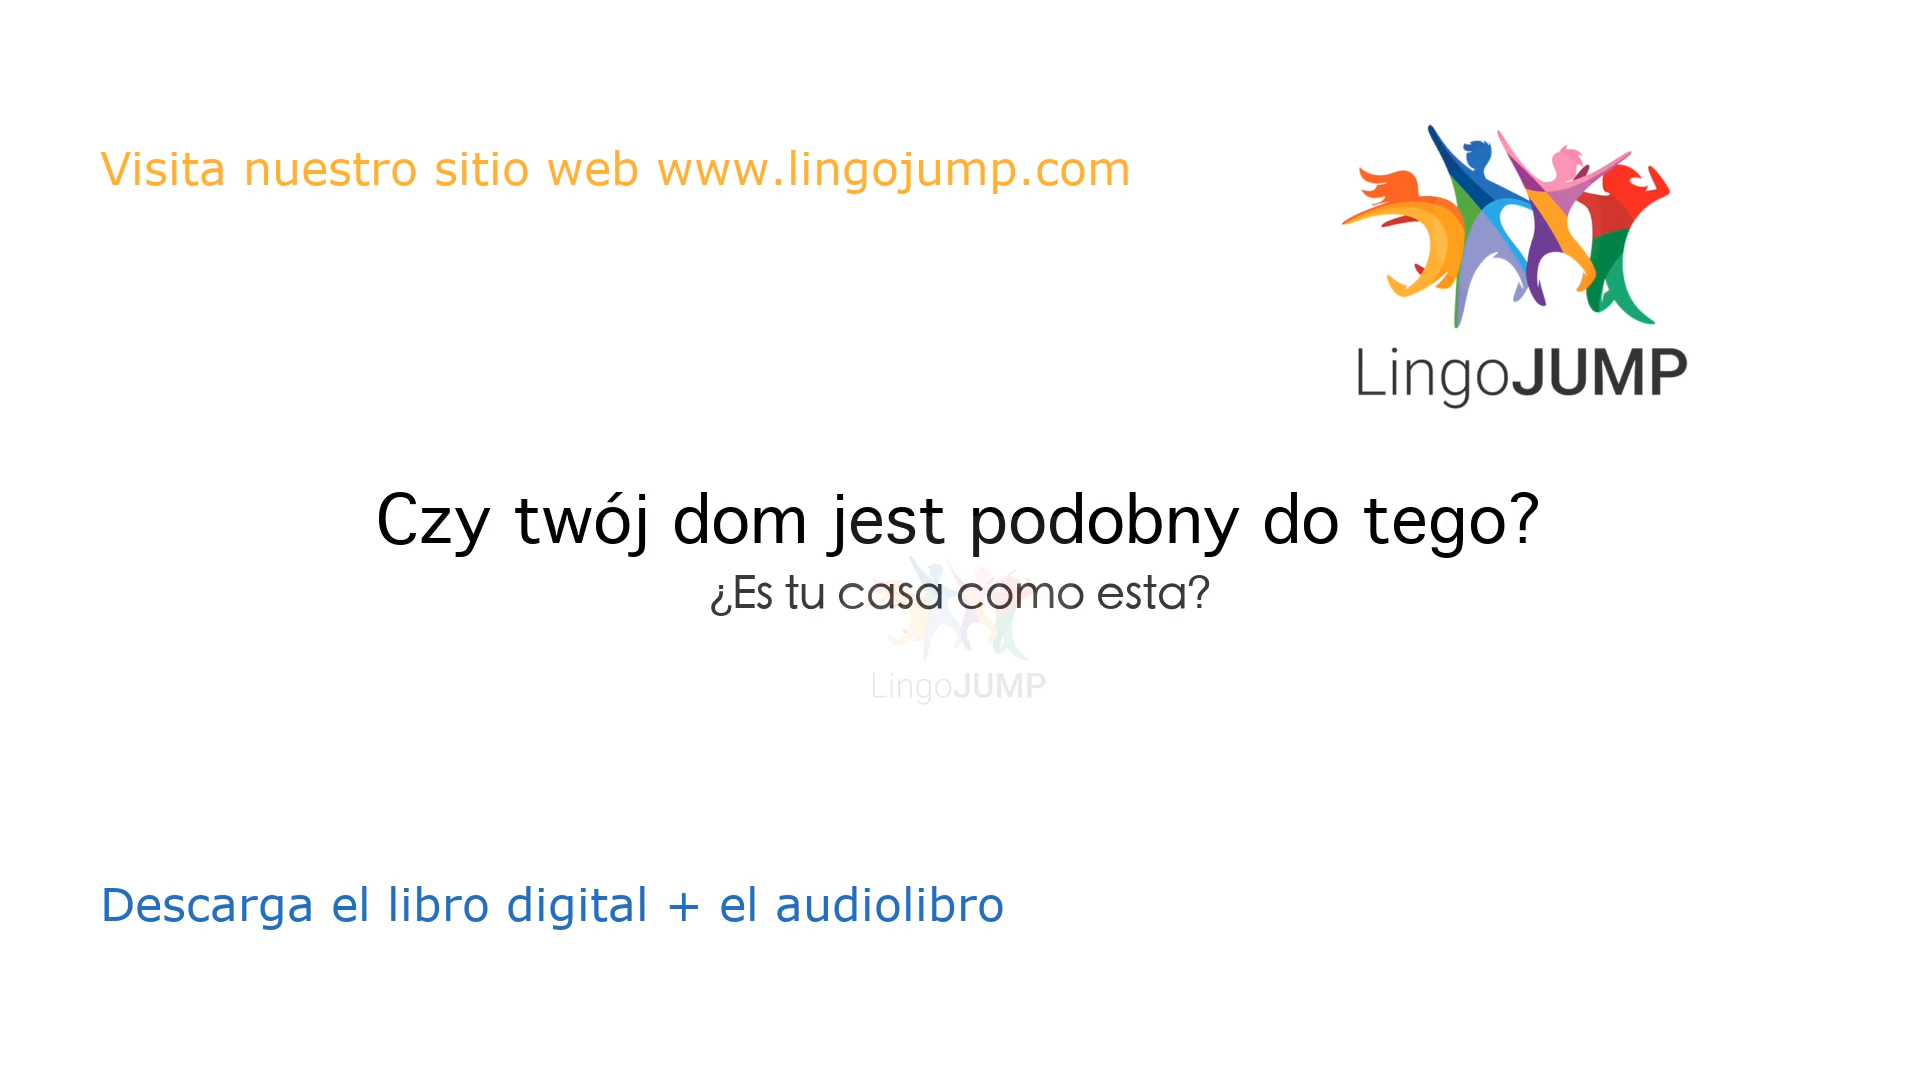 Visita nuestro sitio web www.lingojump.com
LingoJUMP
Czy twój dom jest podobny do tego?
¿Es tu casa como esta?
LingoJUMP
Descarga el libro digital + el audiolibro